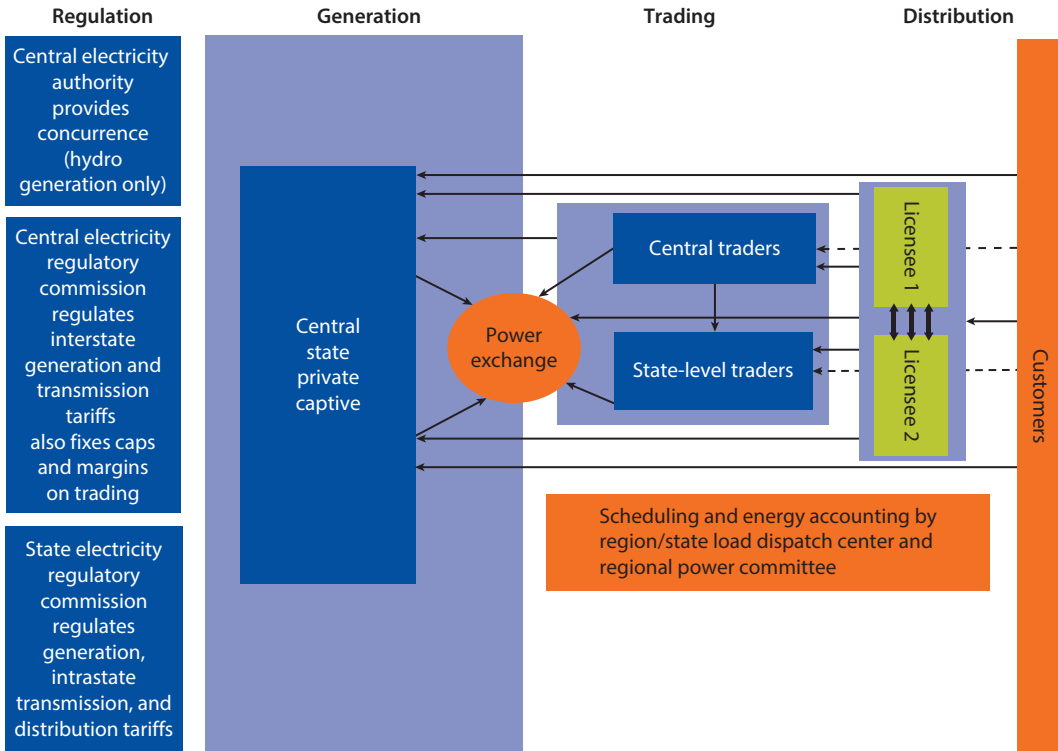 Regulation
Generation
Trading
Distribution
Central electricity
authority
provides
concurrence
(hydro
generation only)
Central electricity
regulatory
commission
regulates
interstate
generation and
transmission
tariffs
also fixes caps
and margins
on trading
State electricity
regulatory
commission
regulates
generation,
intrastate
transmission, and
distribution tariffs
Central
state
private
captive
Power
exchange
Central traders
State-level traders
Licensee 1
Licensee 2
Customers
Scheduling and energy accounting by
region/state load dispatch center and
regional power committee